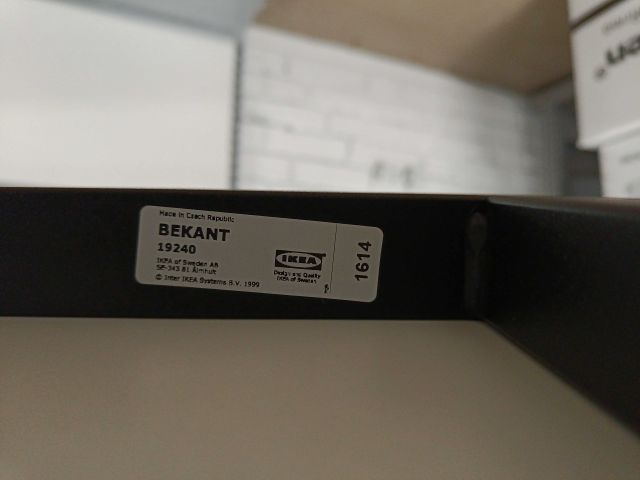 Made in Czech Republic
BEKANT
19240
IKEA of Sweden AB
SE-343 81 Älmhult
© Inter IKEA Systems B.V. 1999
IKEA
Design and Quality
IKEA of Sweden
1614